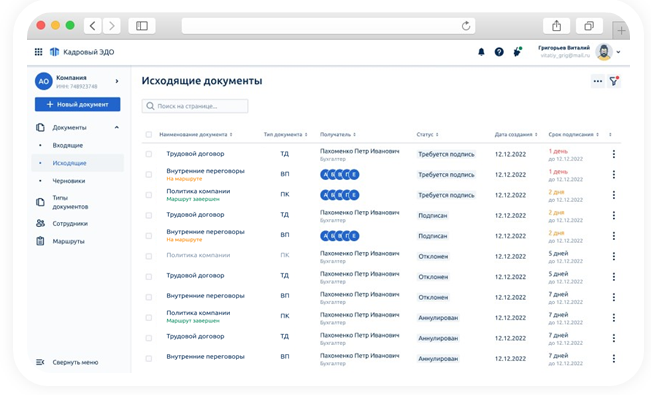 Кадровый ЭДО
Григорьев Виталий
vitaliy_grig@mail.ru
АО
Компания
ИНН: 748923748
+ Новый документ
Документы
Входящие
Исходящие
Черновики
Типы
документов
Сотрудники
Маршруты
Свернуть меню
Исходящие документы
Поиск на странице...
Наименование документа Тип документа Получатель Статус Дата создания Срок подписания
Трудовой договор ТД Пахоменко Петр Иванович Требуется подпись 12.12.2022 1 день
Бухгалтер до 12.12.2022
Внутренние переговоры ВП А Б В Г Е Требуется подпись 12.12.2022 1 день
На маршруте до 12.12.2022
Политика компании ПК А Б В Г Е Требуется подпись 12.12.2022 2 дня
Маршрут завершен до 12.12.2022
Трудовой договор ТД Пахоменко Петр Иванович Подписан 12.12.2022 2 дня
Бухгалтер до 12.12.2022
Внутренние переговоры ВП А Б В Г Е Подписан 12.12.2022 2 дня
На маршруте до 12.12.2022
Политика компании ПК Пахоменко Петр Иванович Отклонен 12.12.2022 5 дней
Бухгалтер до 12.12.2022
Трудовой договор ТД Пахоменко Петр Иванович Отклонен 12.12.2022 5 дней
Бухгалтер до 12.12.2022
Внутренние переговоры ВП Пахоменко Петр Иванович Отклонен 12.12.2022 7 дней
Бухгалтер до 12.12.2022
Политика компании ПК Пахоменко Петр Иванович Аннулирован 12.12.2022 7 дней
Маршрут завершен Бухгалтер до 12.12.2022
Трудовой договор ТД Пахоменко Петр Иванович Аннулирован 12.12.2022 7 дней
Бухгалтер до 12.12.2022
Внутренние переговоры ВП Пахоменко Петр Иванович Аннулирован 12.12.2022 7 дней
Бухгалтер до 12.12.2022